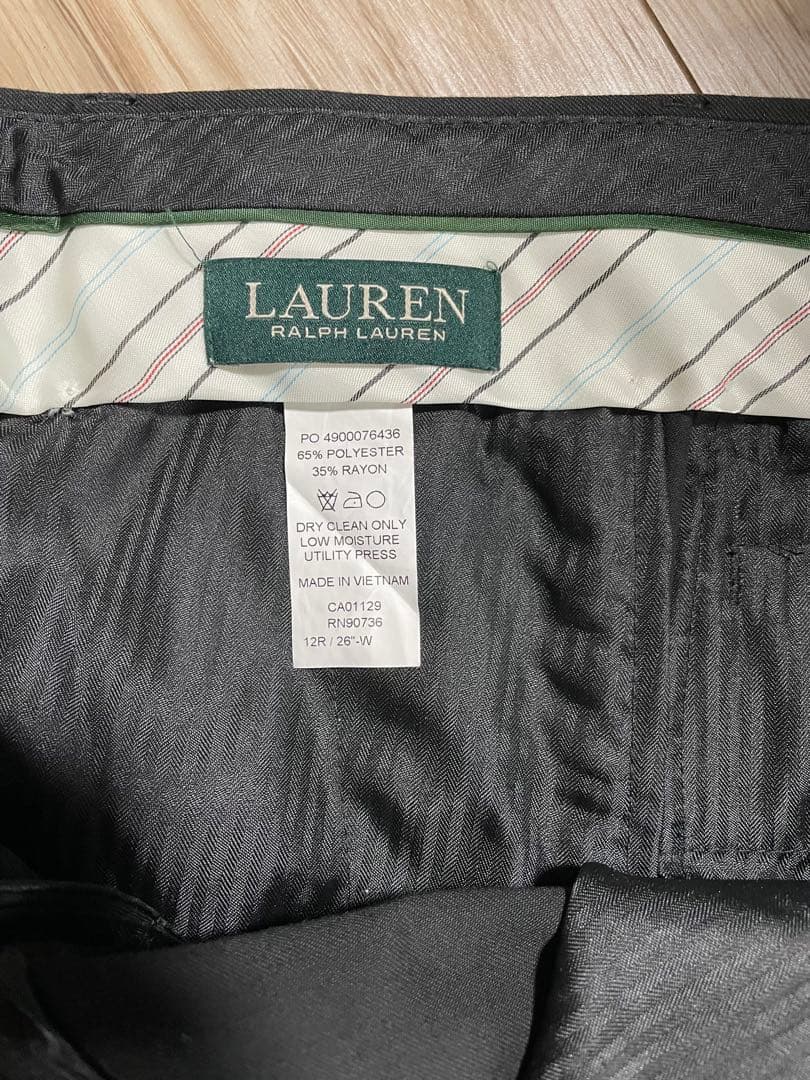 LAUREN
RALPH LAUREN
PO 4900076436
65% POLYESTER
35% RAYON
DRY CLEAN ONLY
LOW MOISTURE
UTILITY PRESS
MADE IN VIETNAM
CA01129
RN90736
12R / 26"-W